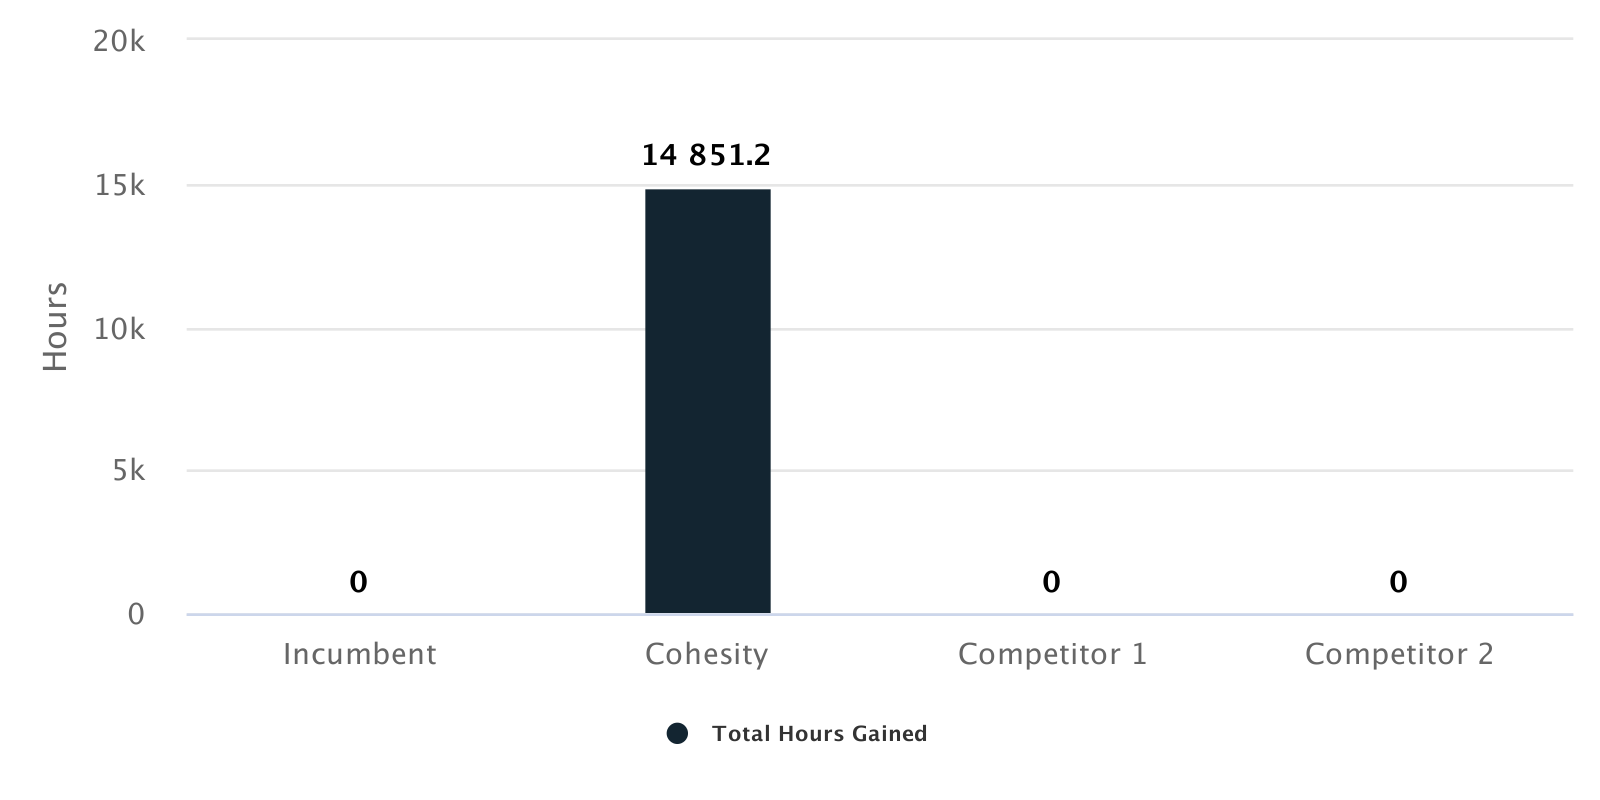 20k
14 851.2
15k
Hours
10k
5k
0
0
0
0
Incumbent
Cohesity
Competitor 1
Competitor 2
Total Hours Gained